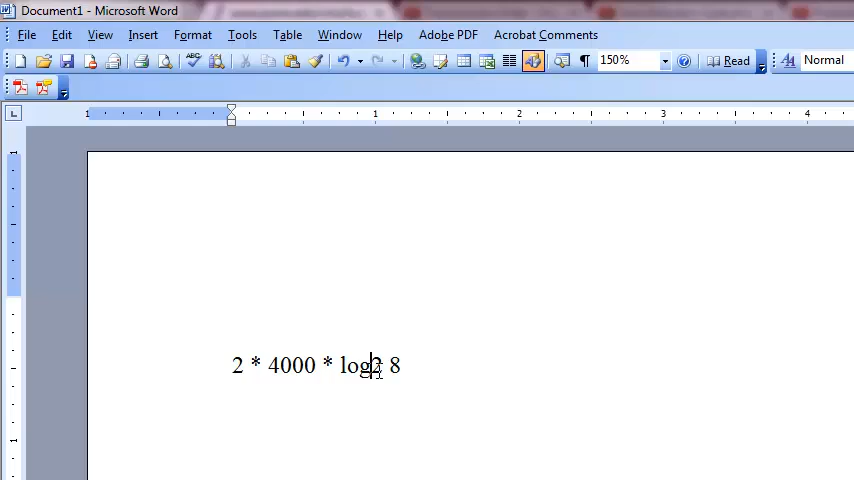 Document1 - Microsoft Word
File Edit View Insert Format Tools Table Window Help Adobe PDF Acrobat Comments
150% Read Normal
1 1 2 3 4
2 * 4000 * log2 8